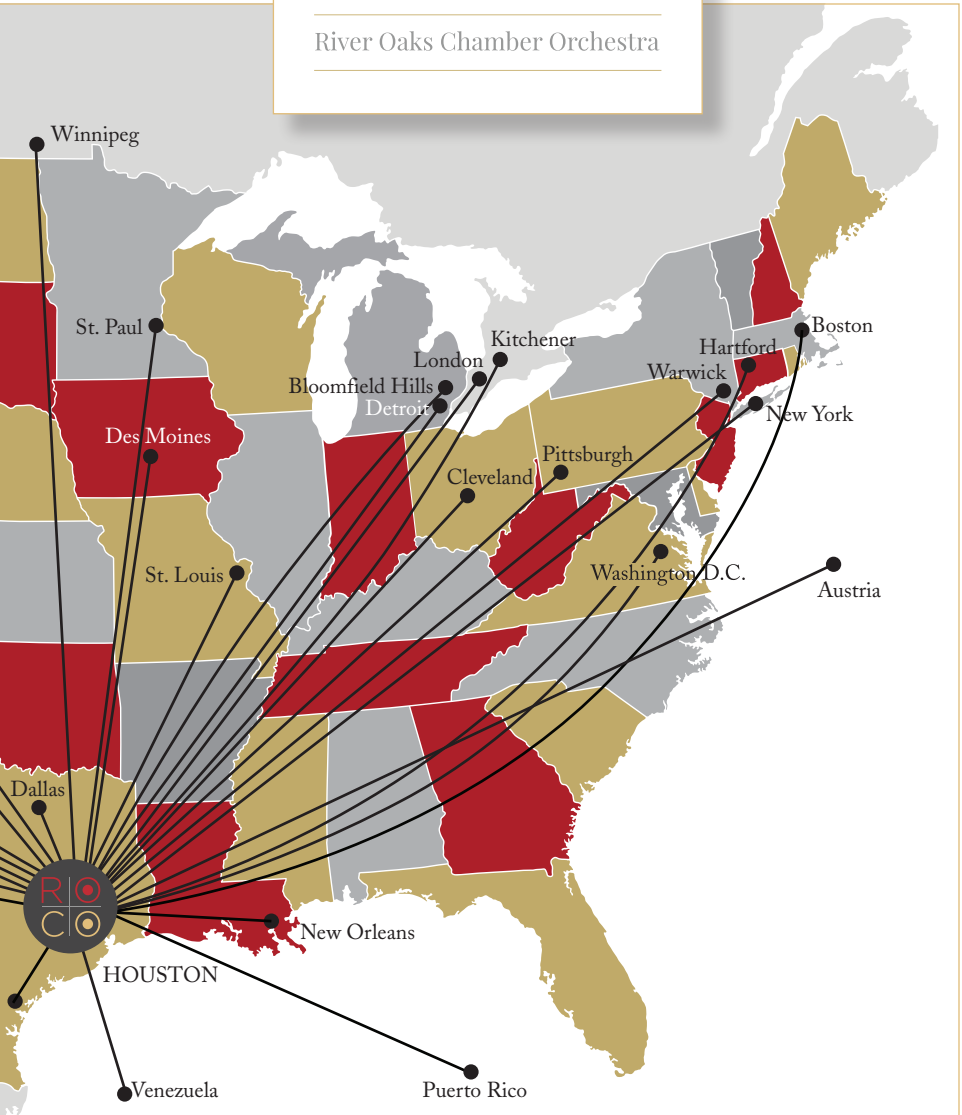 River Oaks Chamber Orchestra
Winnipeg
St. Paul
Boston
Kitchener
Hartford
London
Warwick
Bloomfield Hills
Detroit
New York
Des Moines
Pittsburgh
Cleveland
St. Louis
Washington D.C.
Austria
Dallas
RO
CO
New Orleans
HOUSTON
Venezuela
Puerto Rico